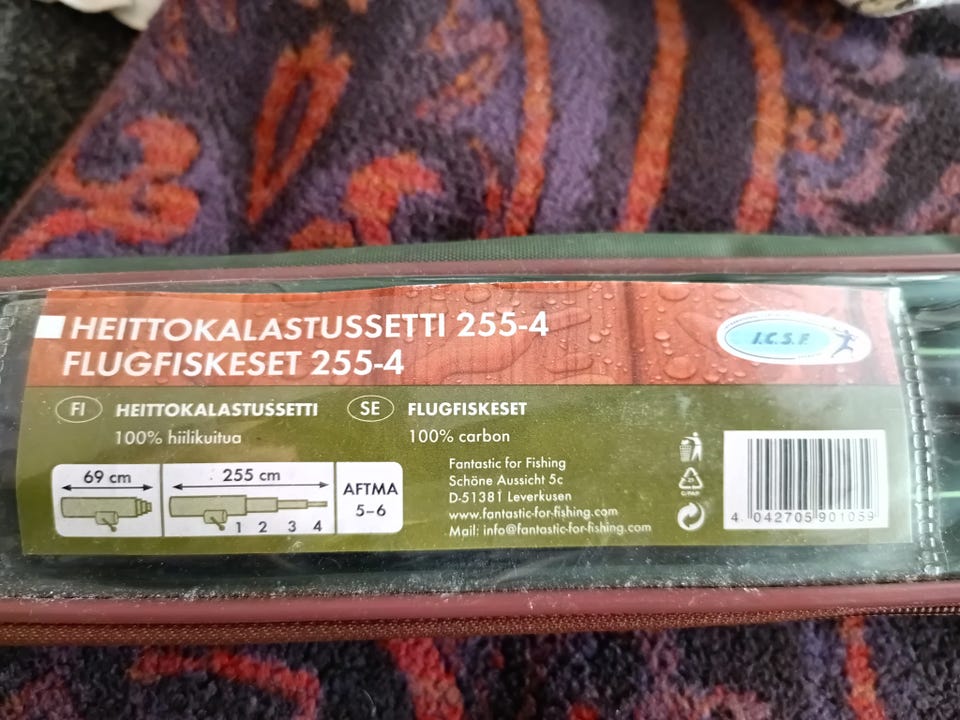 HEITTOKALASTUSSETTI 255-4
FLUGFISKESET 255-4
I.C.S.F.
FI HEITTOKALASTUSSETTI
100% hiilikuitua
SE FLUGFISKESET
100% carbon
69 cm
255 cm
1 2 3 4
AFTMA
5–6
Fantastic for Fishing
Schöne Aussicht 5c
D-51381 Leverkusen
www.fantastic-for-fishing.com
Mail: info@fantastic-for-fishing.com
4 042705 901059